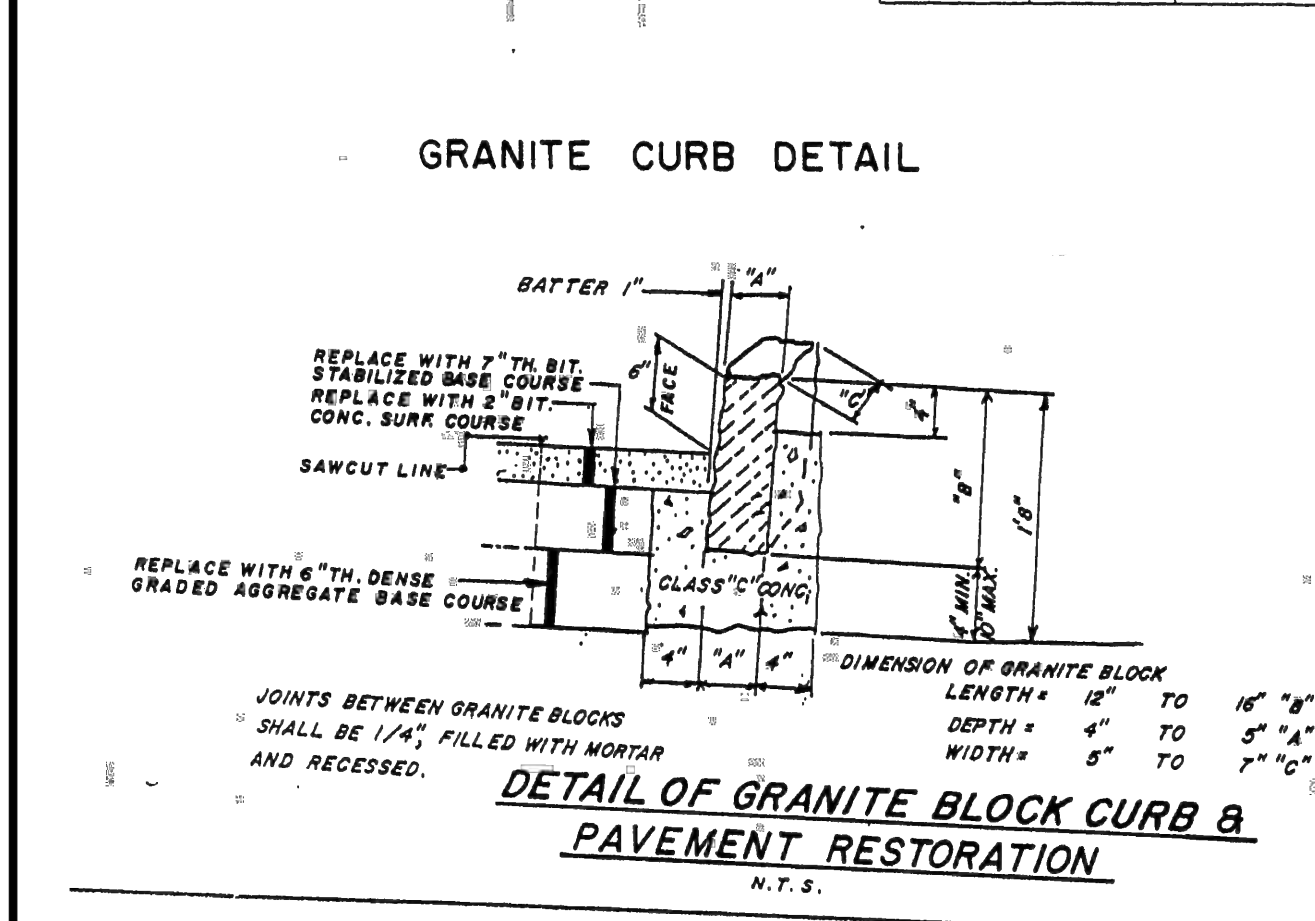 GRANITE CURB DETAIL
BATTER 1"
"A"
REPLACE WITH 7" TH. BIT.
STABILIZED BASE COURSE
REPLACE WITH 2" BIT.
CONC. SURF. COURSE
SAWCUT LINE
6"
FACE
"C"
4"
"B"
1'8"
REPLACE WITH 6" TH. DENSE
GRADED AGGREGATE BASE COURSE
CLASS "C" CONC.
4" MIN.
10" MAX.
4"
"A"
4"
DIMENSION OF GRANITE BLOCK
LENGTH = 12" TO 16" "B"
DEPTH = 4" TO 5" "A"
WIDTH = 5" TO 7" "C"
JOINTS BETWEEN GRANITE BLOCKS
SHALL BE 1/4", FILLED WITH MORTAR
AND RECESSED.
DETAIL OF GRANITE BLOCK CURB &
PAVEMENT RESTORATION
N.T.S.